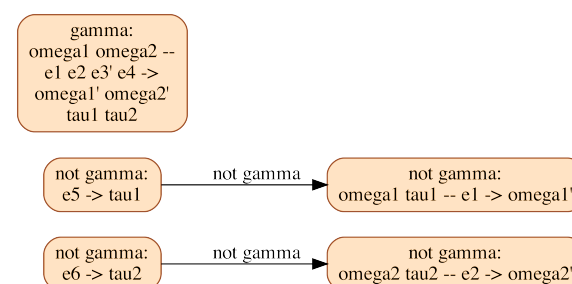 gamma:
omega1 omega2 --
e1 e2 e3' e4 ->
omega1' omega2'
tau1 tau2
not gamma:
e5 -> tau1
not gamma
not gamma:
omega1 tau1 -- e1 -> omega1'
not gamma:
e6 -> tau2
not gamma
not gamma:
omega2 tau2 -- e2 -> omega2'